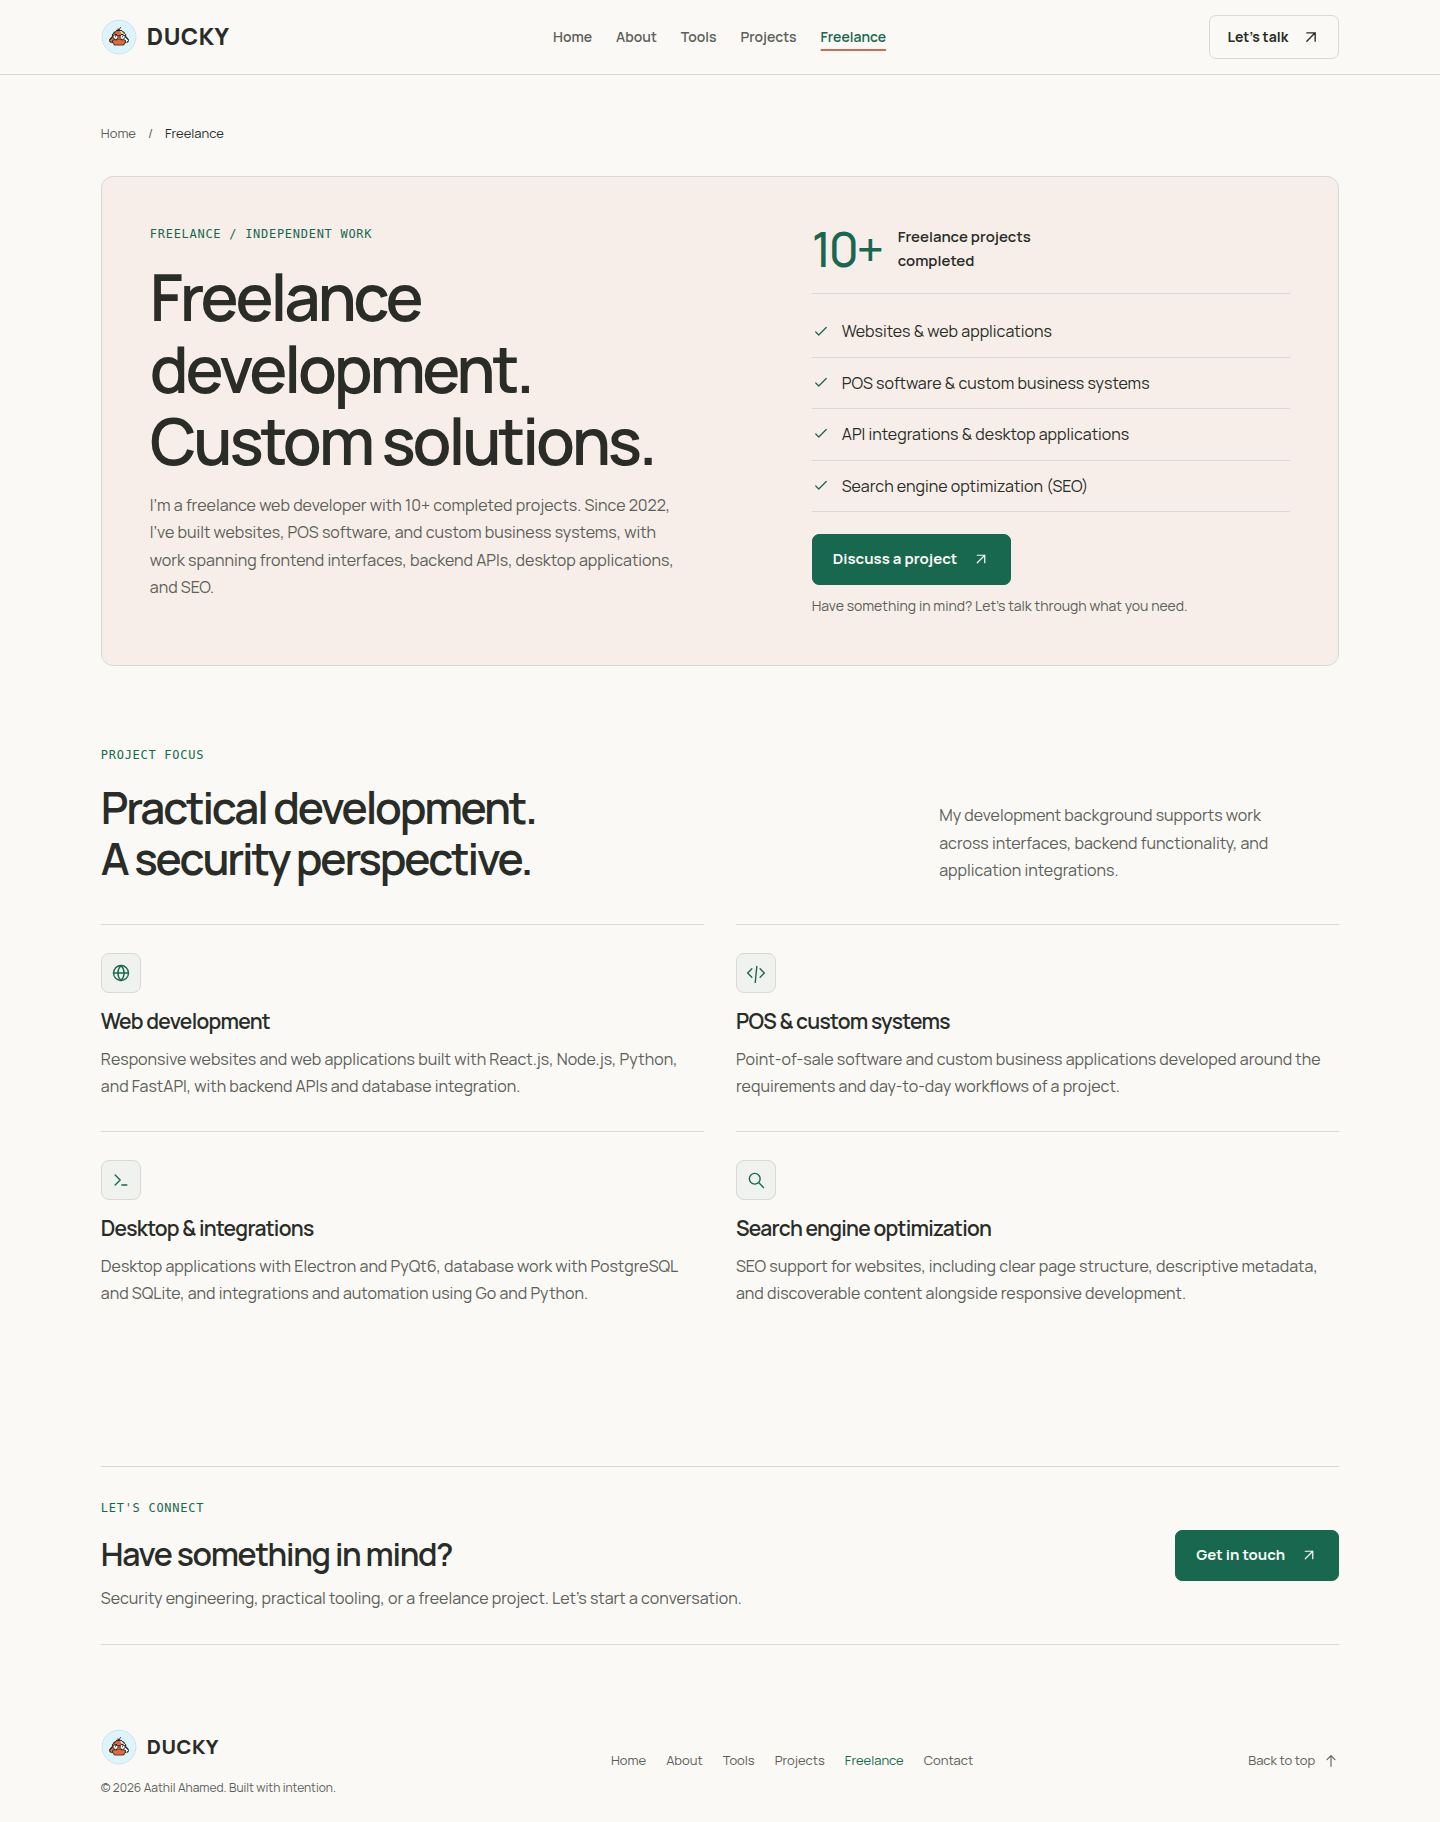 DUCKY
Home About Tools Projects Freelance
Let's talk
Home / Freelance
FREELANCE / INDEPENDENT WORK
Freelance
development.
Custom solutions.
I'm a freelance web developer with 10+ completed projects. Since 2022,
I've built websites, POS software, and custom business systems, with
work spanning frontend interfaces, backend APIs, desktop applications,
and SEO.
10+ Freelance projects
completed
Websites & web applications
POS software & custom business systems
API integrations & desktop applications
Search engine optimization (SEO)
Discuss a project
Have something in mind? Let's talk through what you need.
PROJECT FOCUS
Practical development.
A security perspective.
My development background supports work
across interfaces, backend functionality, and
application integrations.
Web development
Responsive websites and web applications built with React.js, Node.js, Python,
and FastAPI, with backend APIs and database integration.
POS & custom systems
Point-of-sale software and custom business applications developed around the
requirements and day-to-day workflows of a project.
Desktop & integrations
Desktop applications with Electron and PyQt6, database work with PostgreSQL
and SQLite, and integrations and automation using Go and Python.
Search engine optimization
SEO support for websites, including clear page structure, descriptive metadata,
and discoverable content alongside responsive development.
LET'S CONNECT
Have something in mind?
Security engineering, practical tooling, or a freelance project. Let's start a conversation.
Get in touch
DUCKY
© 2026 Aathil Ahamed. Built with intention.
Home About Tools Projects Freelance Contact
Back to top